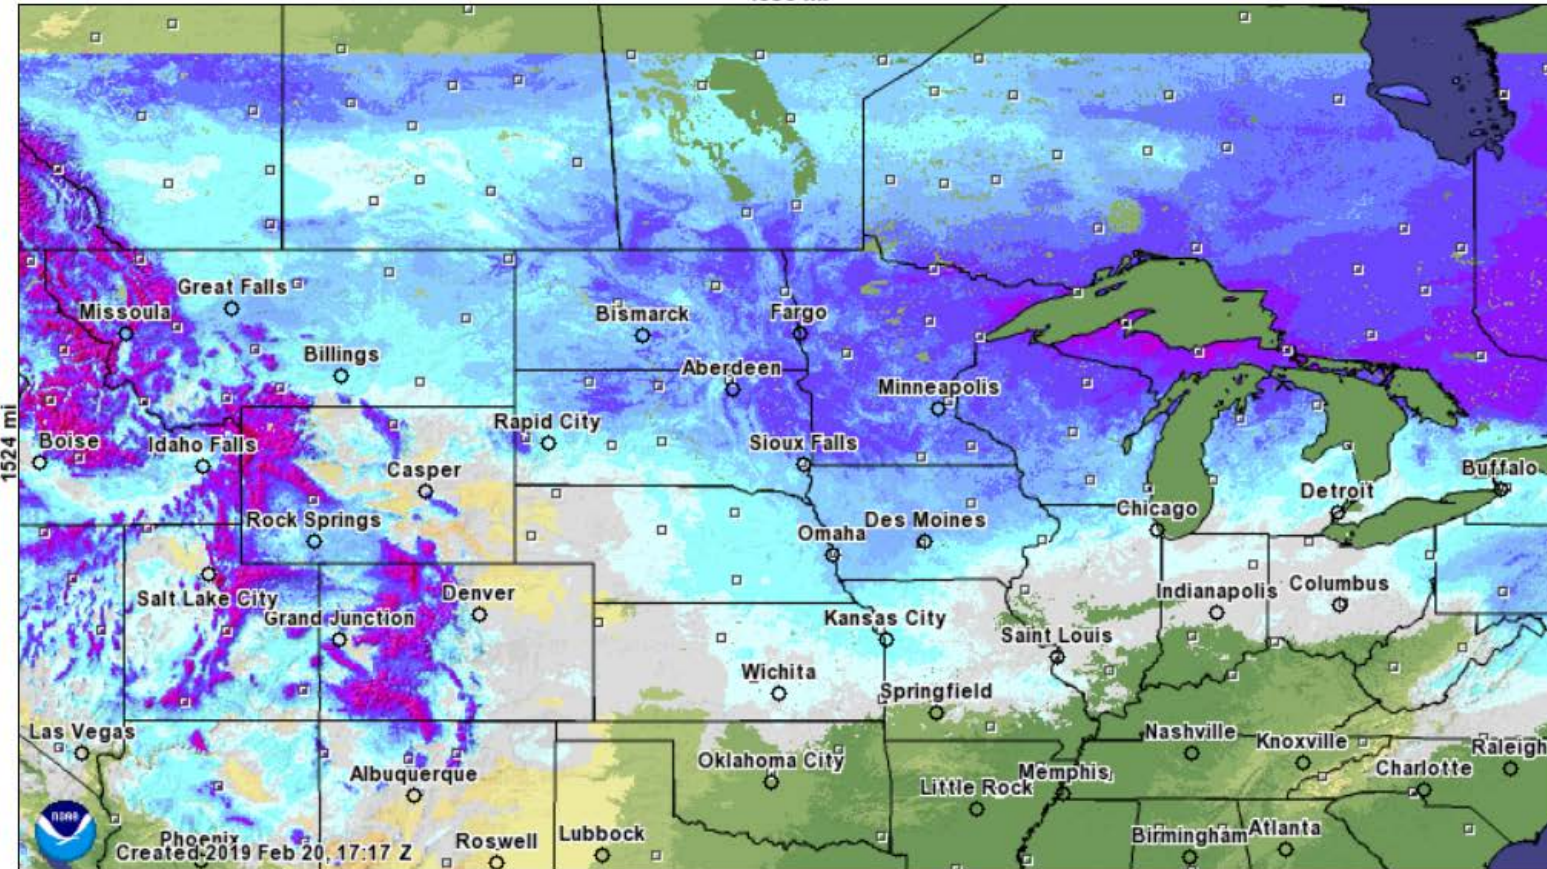 1524 mi
Great Falls
Missoula
Bismarck
Fargo
Billings
Aberdeen
Minneapolis
Rapid City
Boise
Idaho Falls
Sioux Falls
Casper
Buffalo
Detroit
Chicago
Rock Springs
Des Moines
Omaha
Salt Lake City
Denver
Indianapolis
Columbus
Grand Junction
Kansas City
Saint Louis
Wichita
Springfield
Las Vegas
Nashville
Knoxville
Raleigh
Oklahoma City
Albuquerque
Memphis
Charlotte
Little Rock
NOAA
Phoenix
Roswell
Lubbock
Birmingham
Atlanta
Created 2019 Feb 20, 17:17 Z